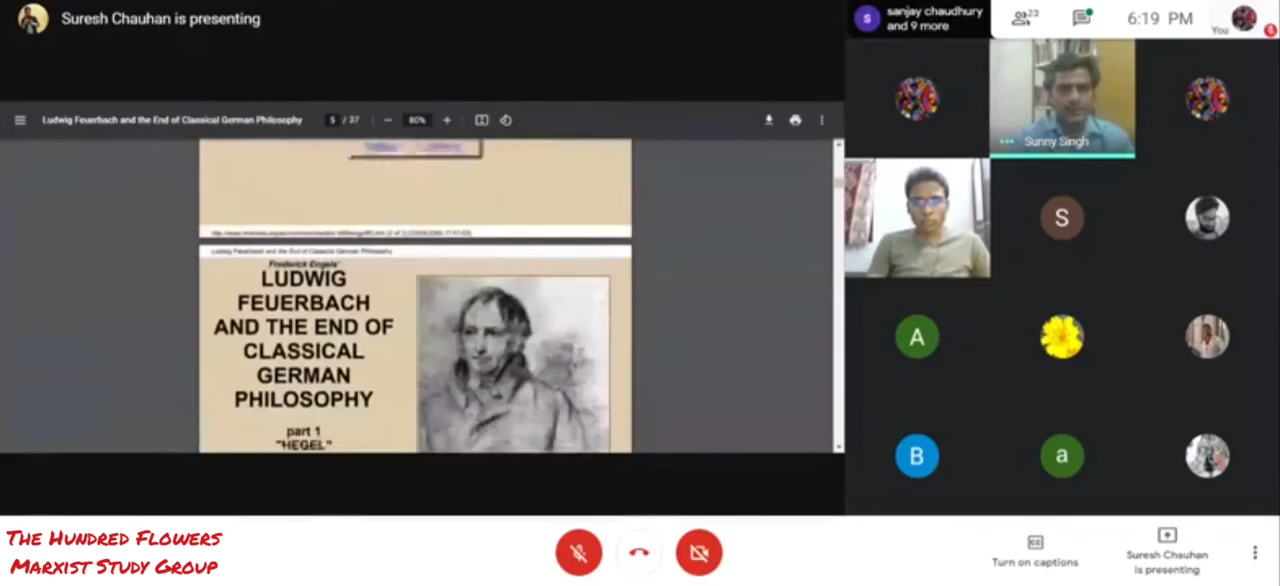 Suresh Chauhan is presenting
S
sanjay chaudhury
and 9 more
23
6:19 PM
You
Ludwig Feuerbach and the End of Classical German Philosophy
5 / 37
80%
Sunny Singh
Ludwig Feuerbach and the End of Classical German Philosophy
Frederick Engels'
LUDWIG
FEUERBACH
AND THE END OF
CLASSICAL
GERMAN
PHILOSOPHY
part 1
"HEGEL"
S
A
B
a
THE HUNDRED FLOWERS
MARXIST STUDY GROUP
CC
Turn on captions
Suresh Chauhan
is presenting